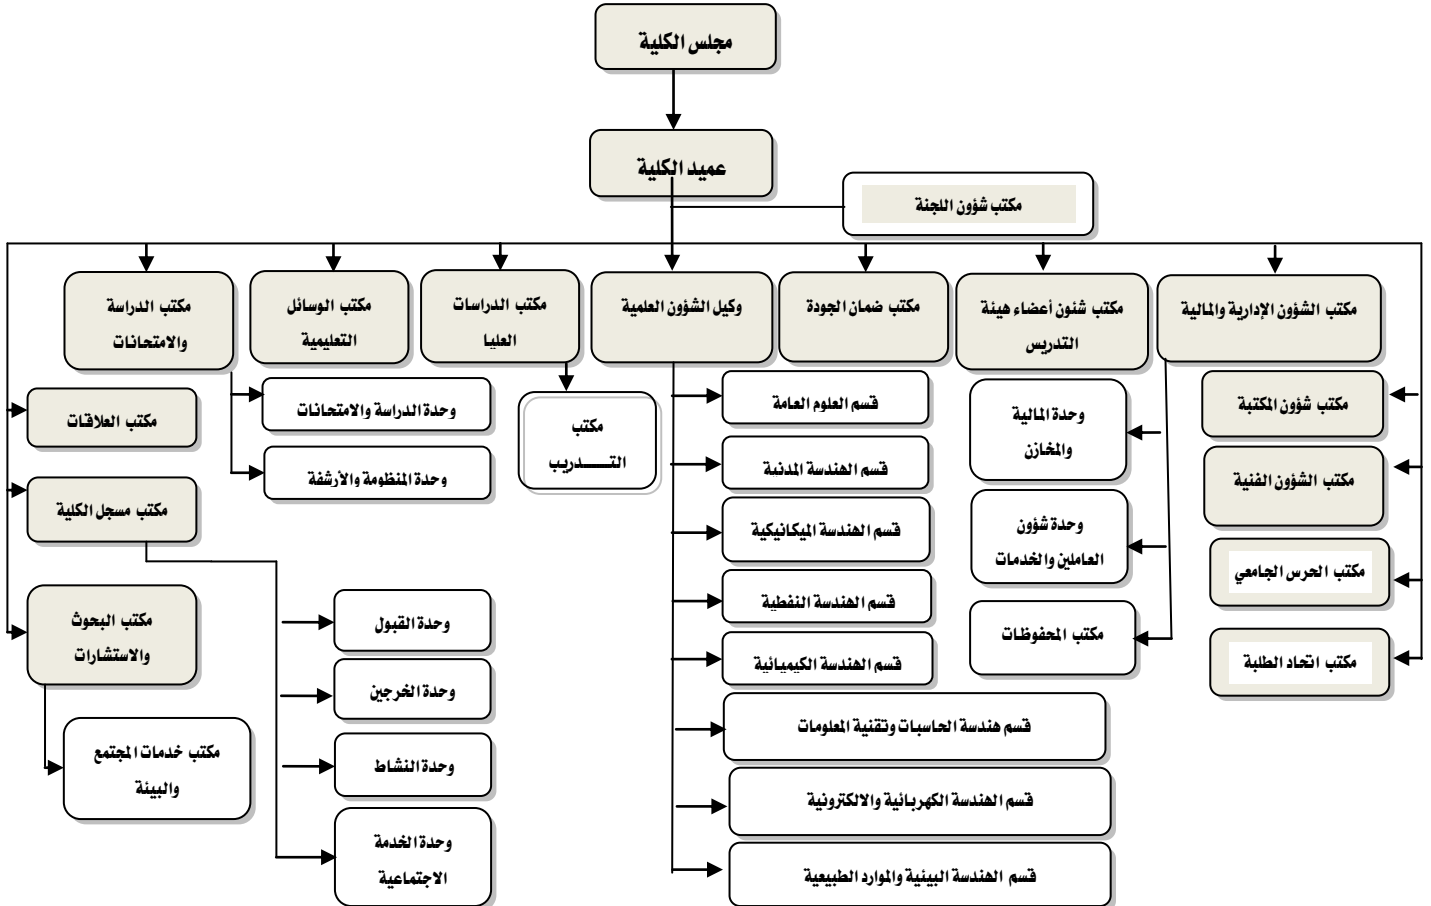 مجلس الكلية
عميد الكلية
مكتب شؤون اللجنة
مكتب الشؤون الإدارية والمالية
مكتب شئون أعضاء هيئة
التدريس
مكتب ضمان الجودة
وكيل الشؤون العلمية
مكتب الدراسات
العليا
مكتب الوسائل
التعليمية
مكتب الدراسة
والامتحانات
مكتب شؤون المكتبة
مكتب الشؤون الفنية
مكتب الحرس الجامعي
مكتب اتحاد الطلبة
وحدة المالية
والمخازن
وحدة شؤون
العاملين والخدمات
مكتب المحفوظات
قسم العلوم العامة
قسم الهندسة المدنية
قسم الهندسة الميكانيكية
قسم الهندسة النفطية
قسم الهندسة الكيميائية
قسم هندسة الحاسبات وتقنية المعلومات
قسم الهندسة الكهربائية والالكترونية
قسم الهندسة البيئية والموارد الطبيعية
مكتب
التـــــدريب
وحدة الدراسة والامتحانات
وحدة المنظومة والأرشفة
مكتب العلاقات
مكتب مسجل الكلية
وحدة القبول
وحدة الخرجين
وحدة النشاط
وحدة الخدمة
الاجتماعية
مكتب البحوث
والاستشارات
مكتب خدمات المجتمع
والبيئة